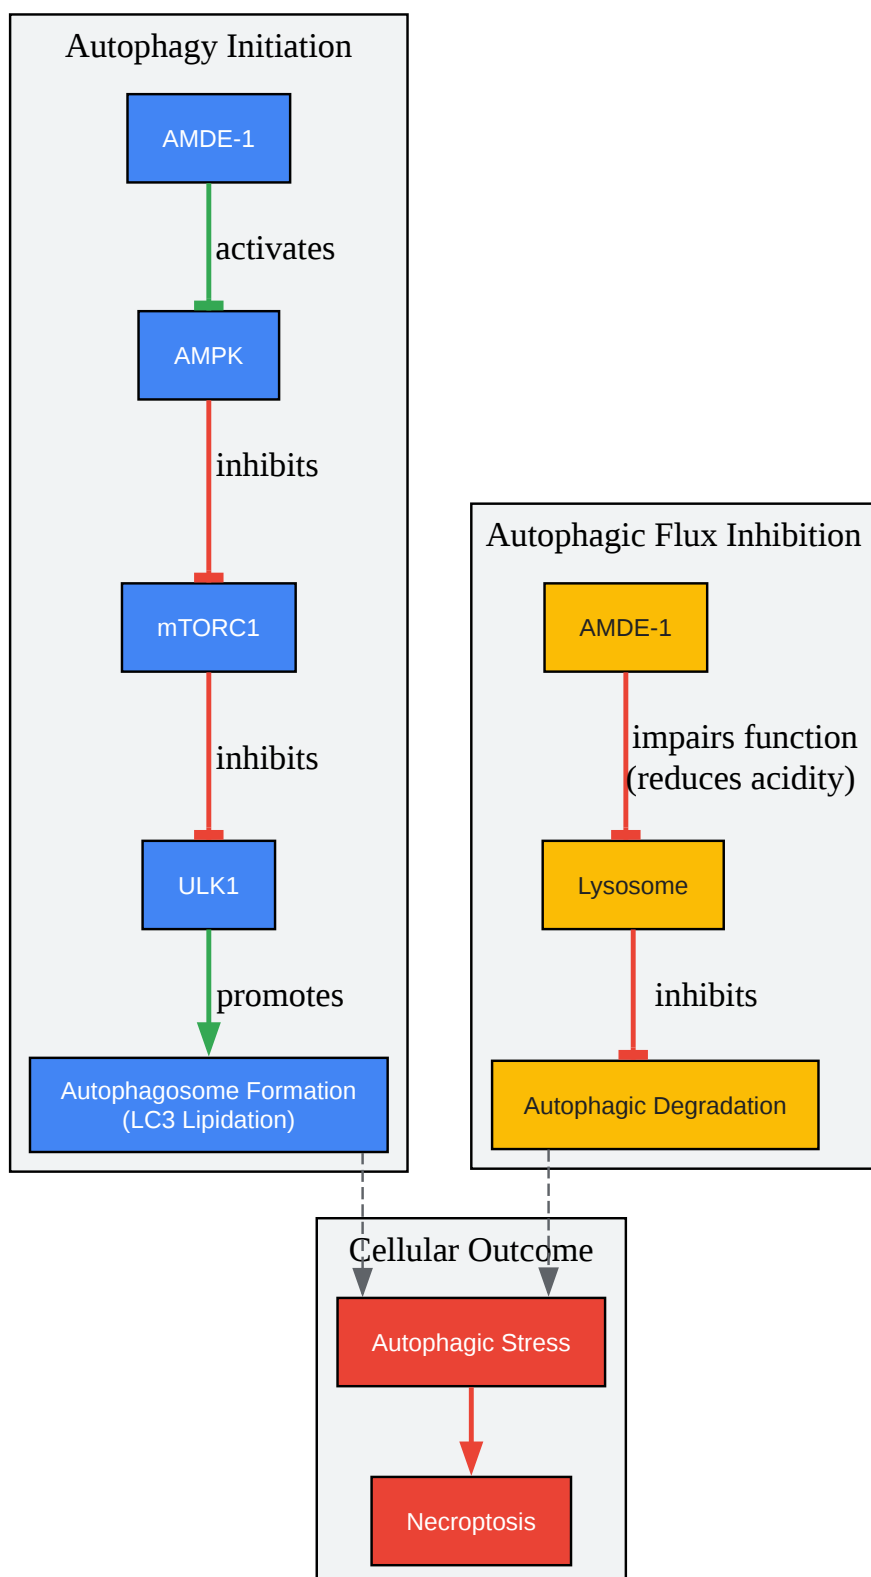 Autophagy Initiation
AMDE-1
activates
AMPK
inhibits
mTORC1
inhibits
ULK1
promotes
Autophagosome Formation
(LC3 Lipidation)
Autophagic Flux Inhibition
AMDE-1
impairs function
(reduces acidity)
Lysosome
inhibits
Autophagic Degradation
Cellular Outcome
Autophagic Stress
Necroptosis